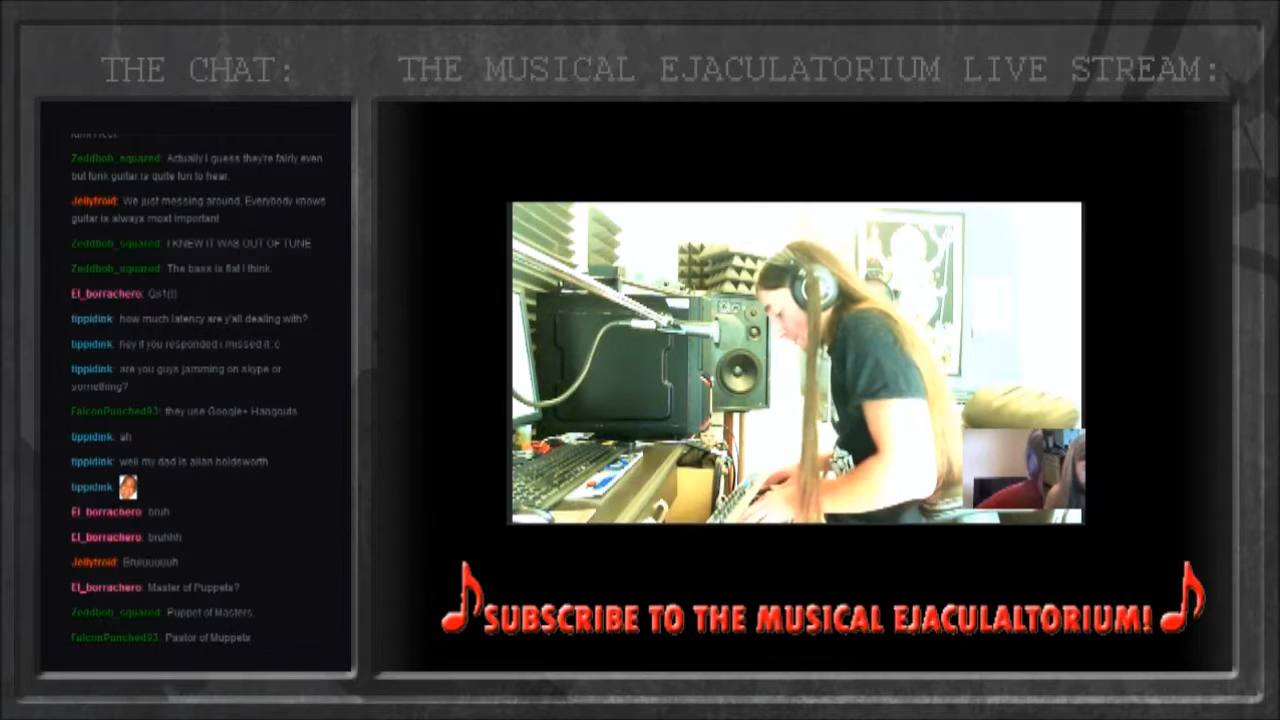 THE CHAT:
THE MUSICAL EJACULATORIUM LIVE STREAM:
Zeddbob_squared: Actually I guess they're fairly even
but funk guitar is quite fun to hear.
Jellyfroid: We just messing around. Everybody knows
guitar is always most important
Zeddbob_squared: I KNEW IT WAS OUT OF TUNE
Zeddbob_squared: The bass is flat I think.
El_borrachero:
tippidink: how much latency are y'all dealing with?
tippidink: hey if you responded i missed it :c
tippidink: are you guys jamming on skype or
something?
FalconPunched93: they use Google+ Hangouts
tippidink: ah
tippidink: well my dad is allan holdsworth
tippidink:
El_borrachero: bruh
El_borrachero: bruhhh
Jellyfroid: Bruiuuuuuh
El_borrachero: Master of Puppets?
Zeddbob_squared: Puppet of Masters.
FalconPunched93: Pastor of Muppets
SUBSCRIBE TO THE MUSICAL EJACULALTORIUM!